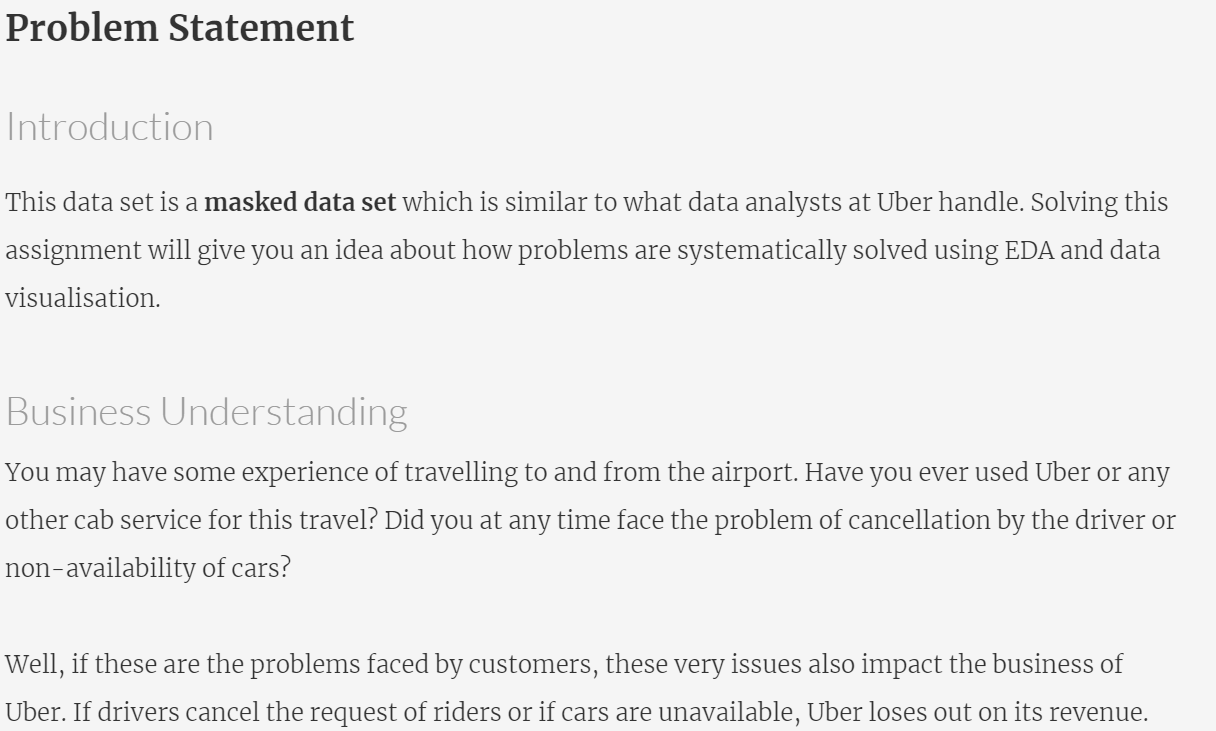 Problem Statement
Introduction
This data set is a masked data set which is similar to what data analysts at Uber handle. Solving this
assignment will give you an idea about how problems are systematically solved using EDA and data
visualisation.
Business Understanding
You may have some experience of travelling to and from the airport. Have you ever used Uber or any
other cab service for this travel? Did you at any time face the problem of cancellation by the driver or
non-availability of cars?
Well, if these are the problems faced by customers, these very issues also impact the business of
Uber. If drivers cancel the request of riders or if cars are unavailable, Uber loses out on its revenue.